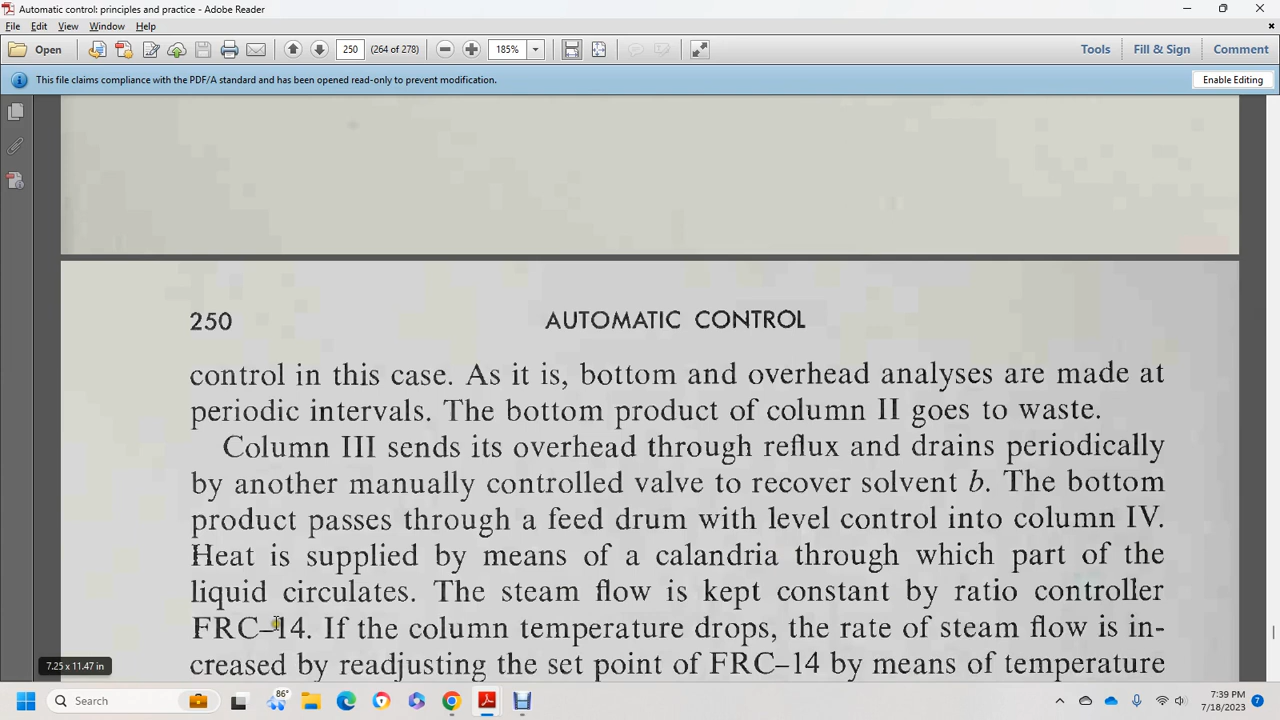 Automatic control: principles and practice - Adobe Reader
File Edit View Window Help
Open 250 (264 of 278) 185% Tools Fill & Sign Comment
This file claims compliance with the PDF/A standard and has been opened read-only to prevent modification. Enable Editing
250 AUTOMATIC CONTROL
control in this case. As it is, bottom and overhead analyses are made at
periodic intervals. The bottom product of column II goes to waste.
Column III sends its overhead through reflux and drains periodically
by another manually controlled valve to recover solvent b. The bottom
product passes through a feed drum with level control into column IV.
Heat is supplied by means of a calandria through which part of the
liquid circulates. The steam flow is kept constant by ratio controller
FRC–14. If the column temperature drops, the rate of steam flow is in-
creased by readjusting the set point of FRC–14 by means of temperature
7.25 x 11.47 in
Search 86° 7:39 PM
7/18/2023 7